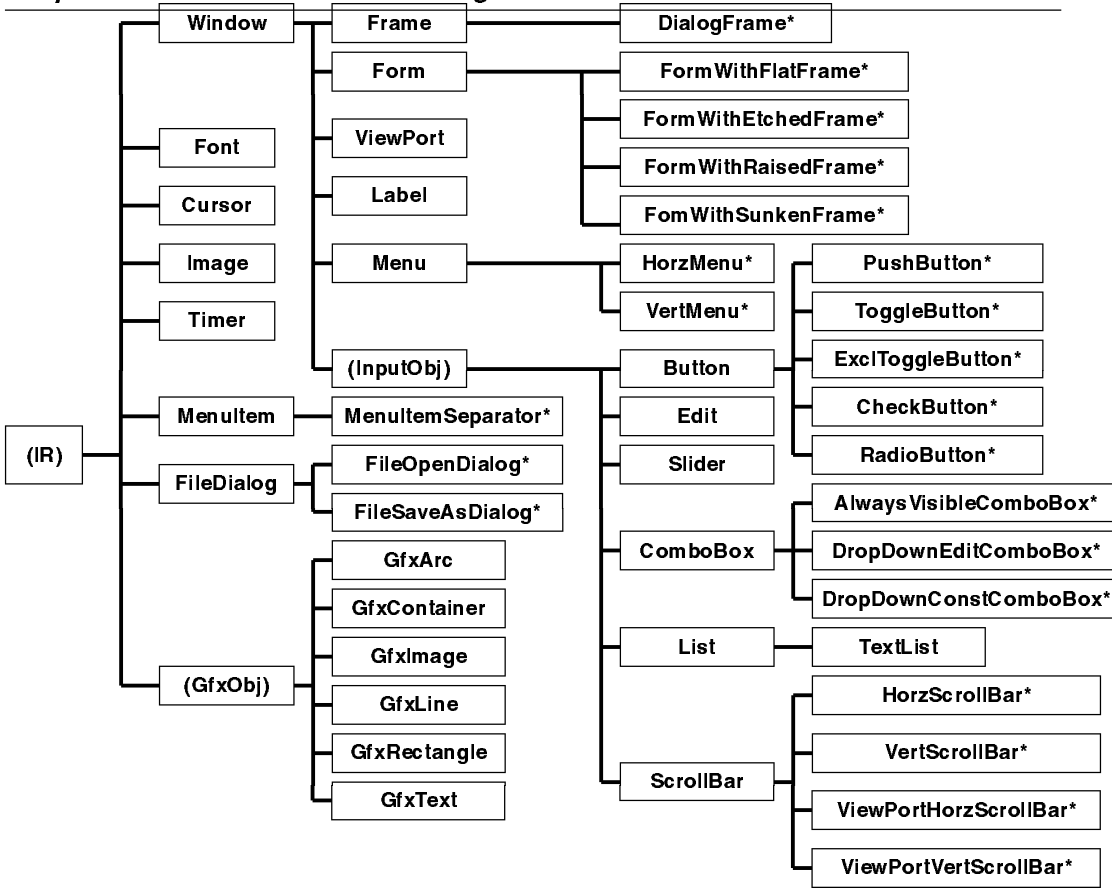 Window
Frame
DialogFrame*
Form
FormWithFlatFrame*
FormWithEtchedFrame*
Font
ViewPort
FormWithRaisedFrame*
Cursor
Label
FomWithSunkenFrame*
Image
Menu
HorzMenu*
PushButton*
Timer
VertMenu*
ToggleButton*
(InputObj)
Button
ExclToggleButton*
MenuItem
MenuItemSeparator*
Edit
CheckButton*
(IR)
FileDialog
FileOpenDialog*
Slider
RadioButton*
FileSaveAsDialog*
AlwaysVisibleComboBox*
GfxArc
ComboBox
DropDownEditComboBox*
GfxContainer
DropDownConstComboBox*
GfxImage
List
TextList
(GfxObj)
GfxLine
HorzScrollBar*
GfxRectangle
VertScrollBar*
GfxText
ScrollBar
ViewPortHorzScrollBar*
ViewPortVertScrollBar*